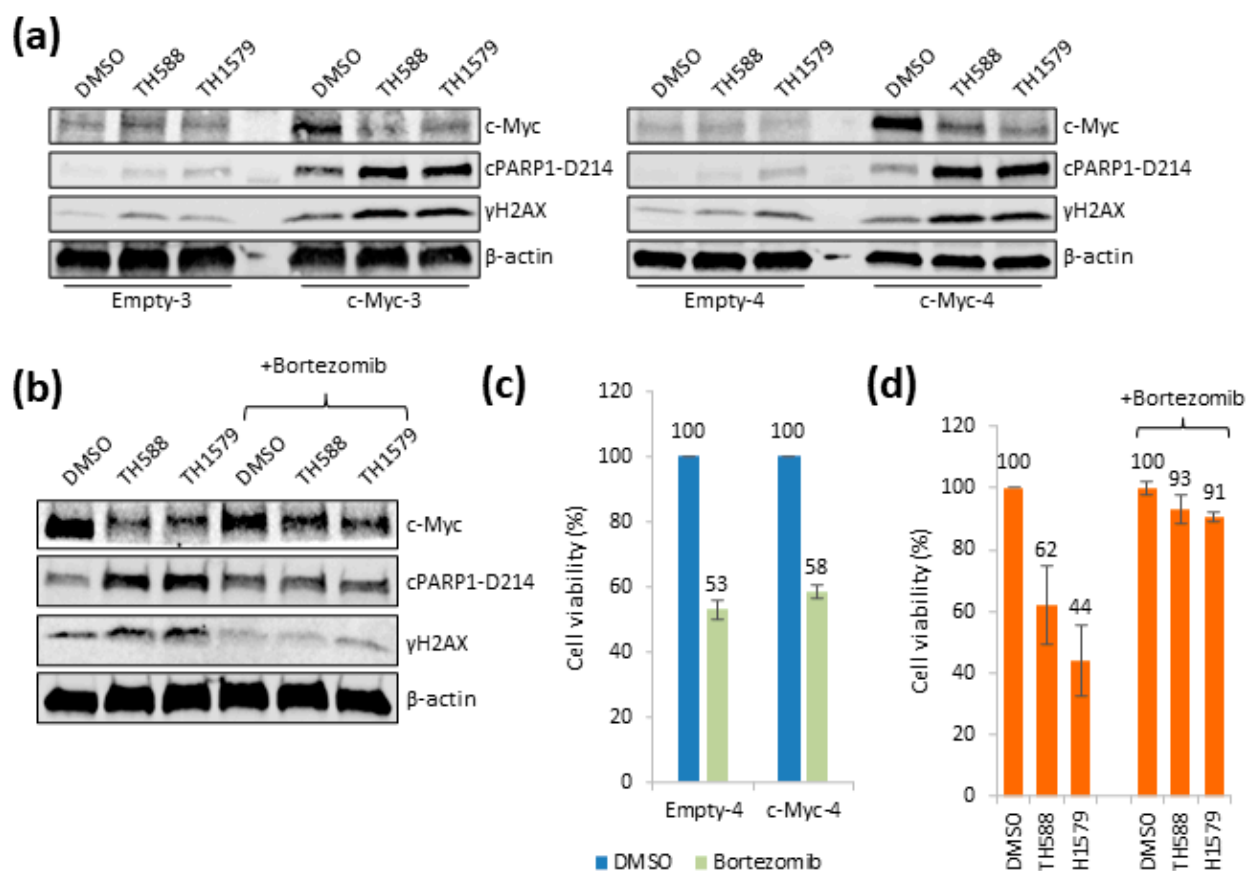 (a)
DMSO TH588 TH1579 DMSO TH588 TH1579
c-Myc
cPARP1-D214
γH2AX
β-actin
Empty-3 c-Myc-3
DMSO TH588 TH1579 DMSO TH588 TH1579
c-Myc
cPARP1-D214
γH2AX
β-actin
Empty-4 c-Myc-4
(b)
+Bortezomib
DMSO TH588 TH1579 DMSO TH588 TH1579
c-Myc
cPARP1-D214
γH2AX
β-actin
(c)
Cell viability (%)
120
100
80
60
40
20
0
100 53 100 58
Empty-4 c-Myc-4
DMSO Bortezomib
(d)
+Bortezomib
Cell viability (%)
120
100
80
60
40
20
0
100 62 44 100 93 91
DMSO TH588 H1579 DMSO TH588 H1579